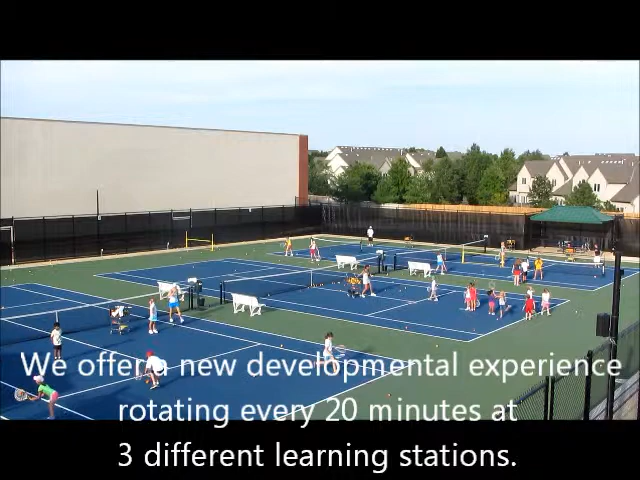 We offer a new developmental experience
rotating every 20 minutes at
3 different learning stations.